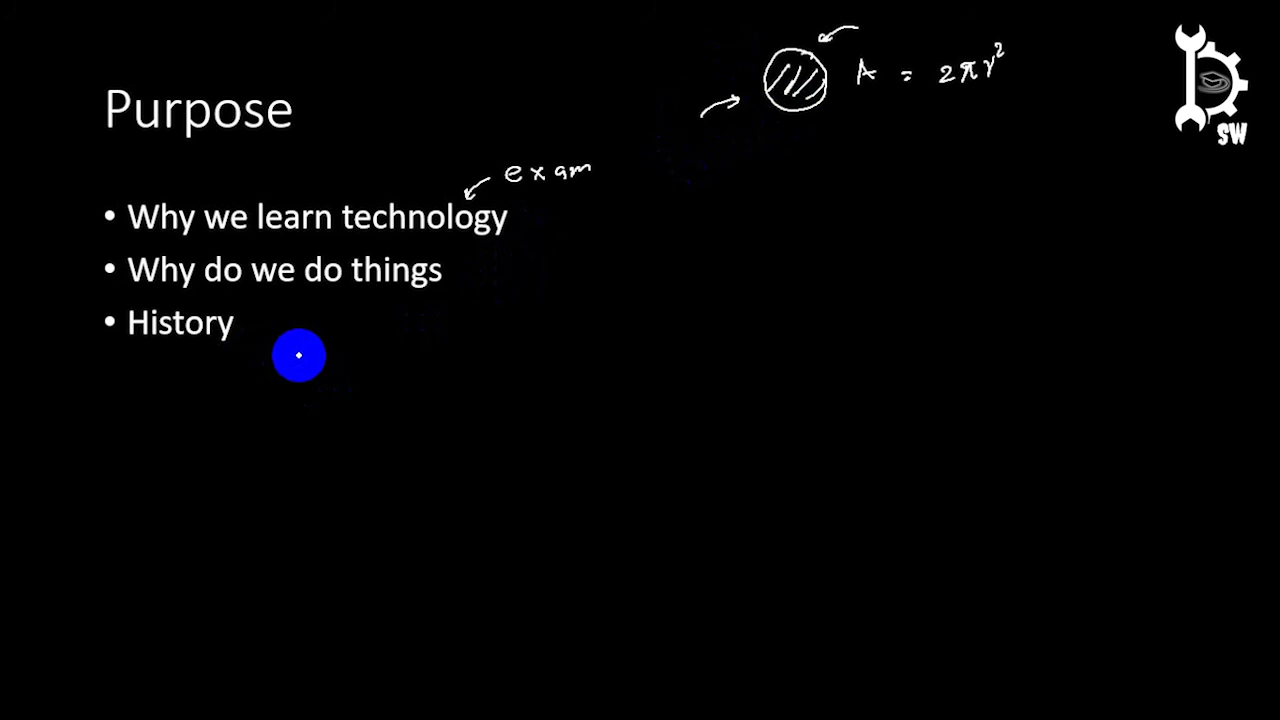 A = 2πr²
Purpose
SW
exam
• Why we learn technology
• Why do we do things
• History